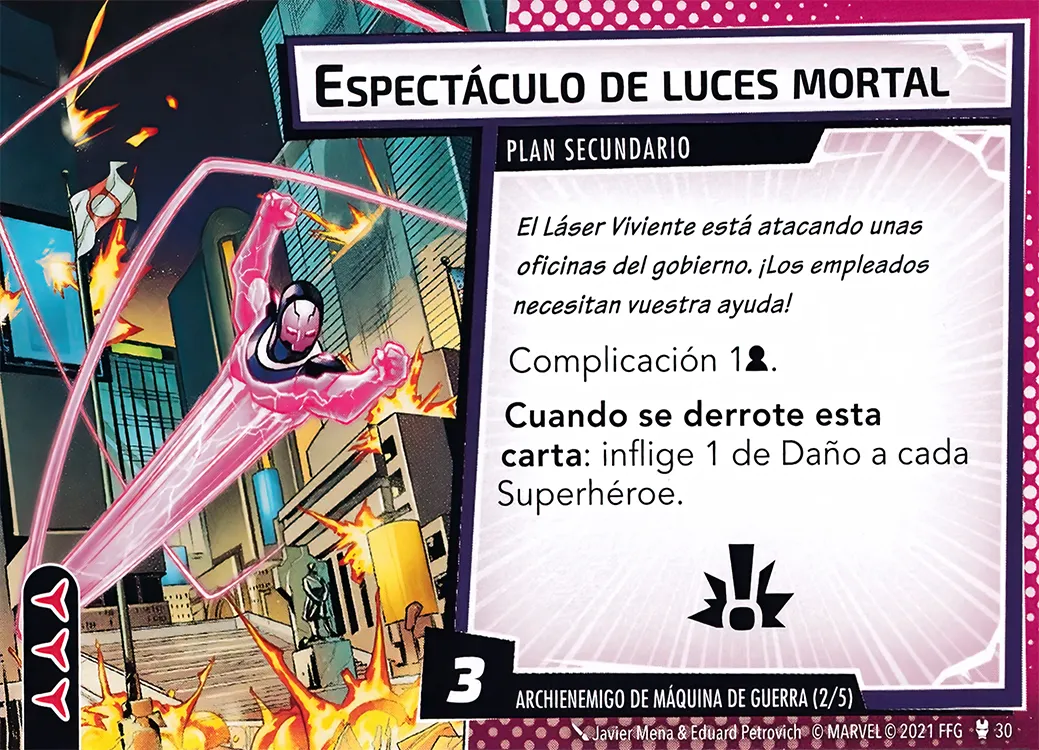 ESPECTÁCULO DE LUCES MORTAL
PLAN SECUNDARIO
El Láser Viviente está atacando unas
oficinas del gobierno. ¡Los empleados
necesitan vuestra ayuda!
Complicación 1.
Cuando se derrote esta
carta: inflige 1 de Daño a cada
Superhéroe.
3
ARCHIENEMIGO DE MÁQUINA DE GUERRA (2/5)
Javier Mena & Eduard Petrovich © MARVEL © 2021 FFG 30